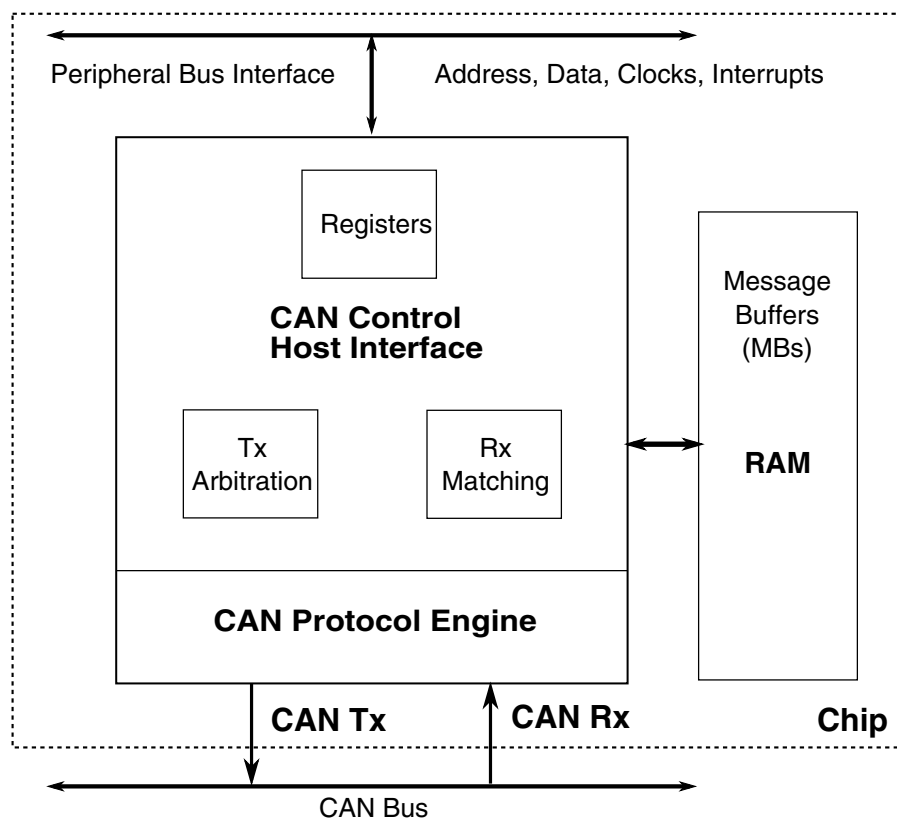 Peripheral Bus Interface
Address, Data, Clocks, Interrupts
Registers
CAN Control
Host Interface
Tx
Arbitration
Rx
Matching
Message
Buffers
(MBs)
RAM
CAN Protocol Engine
CAN Tx
CAN Rx
Chip
CAN Bus